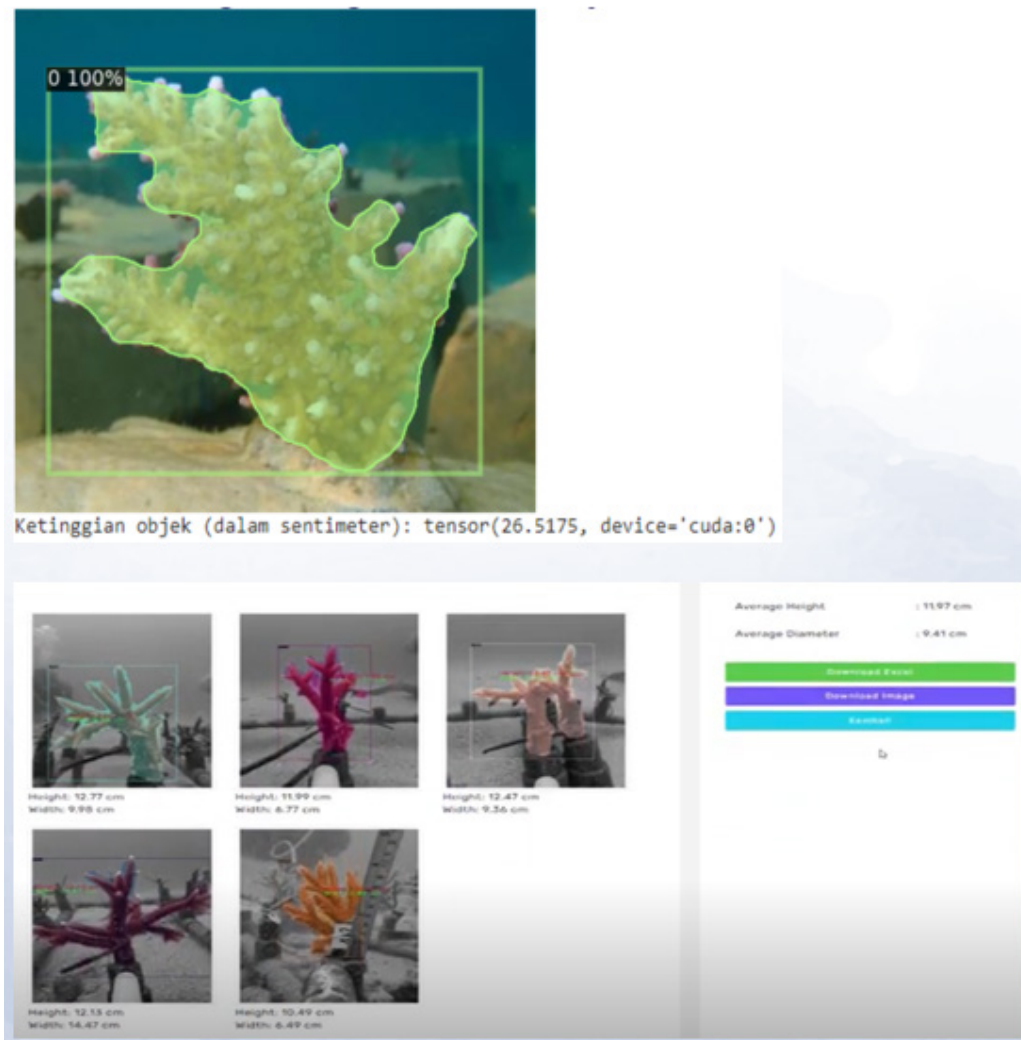 0 100%
Ketinggian objek (dalam sentimeter): tensor(26.5175, device='cuda:0')
Average Height : 11.97 cm
Average Diameter : 9.41 cm
Download Excel
Download Image
Kembali
Height: 12.77 cm
Width: 9.98 cm
Height: 11.99 cm
Width: 6.77 cm
Height: 12.47 cm
Width: 9.36 cm
Height: 12.13 cm
Width: 14.47 cm
Height: 10.49 cm
Width: 6.49 cm